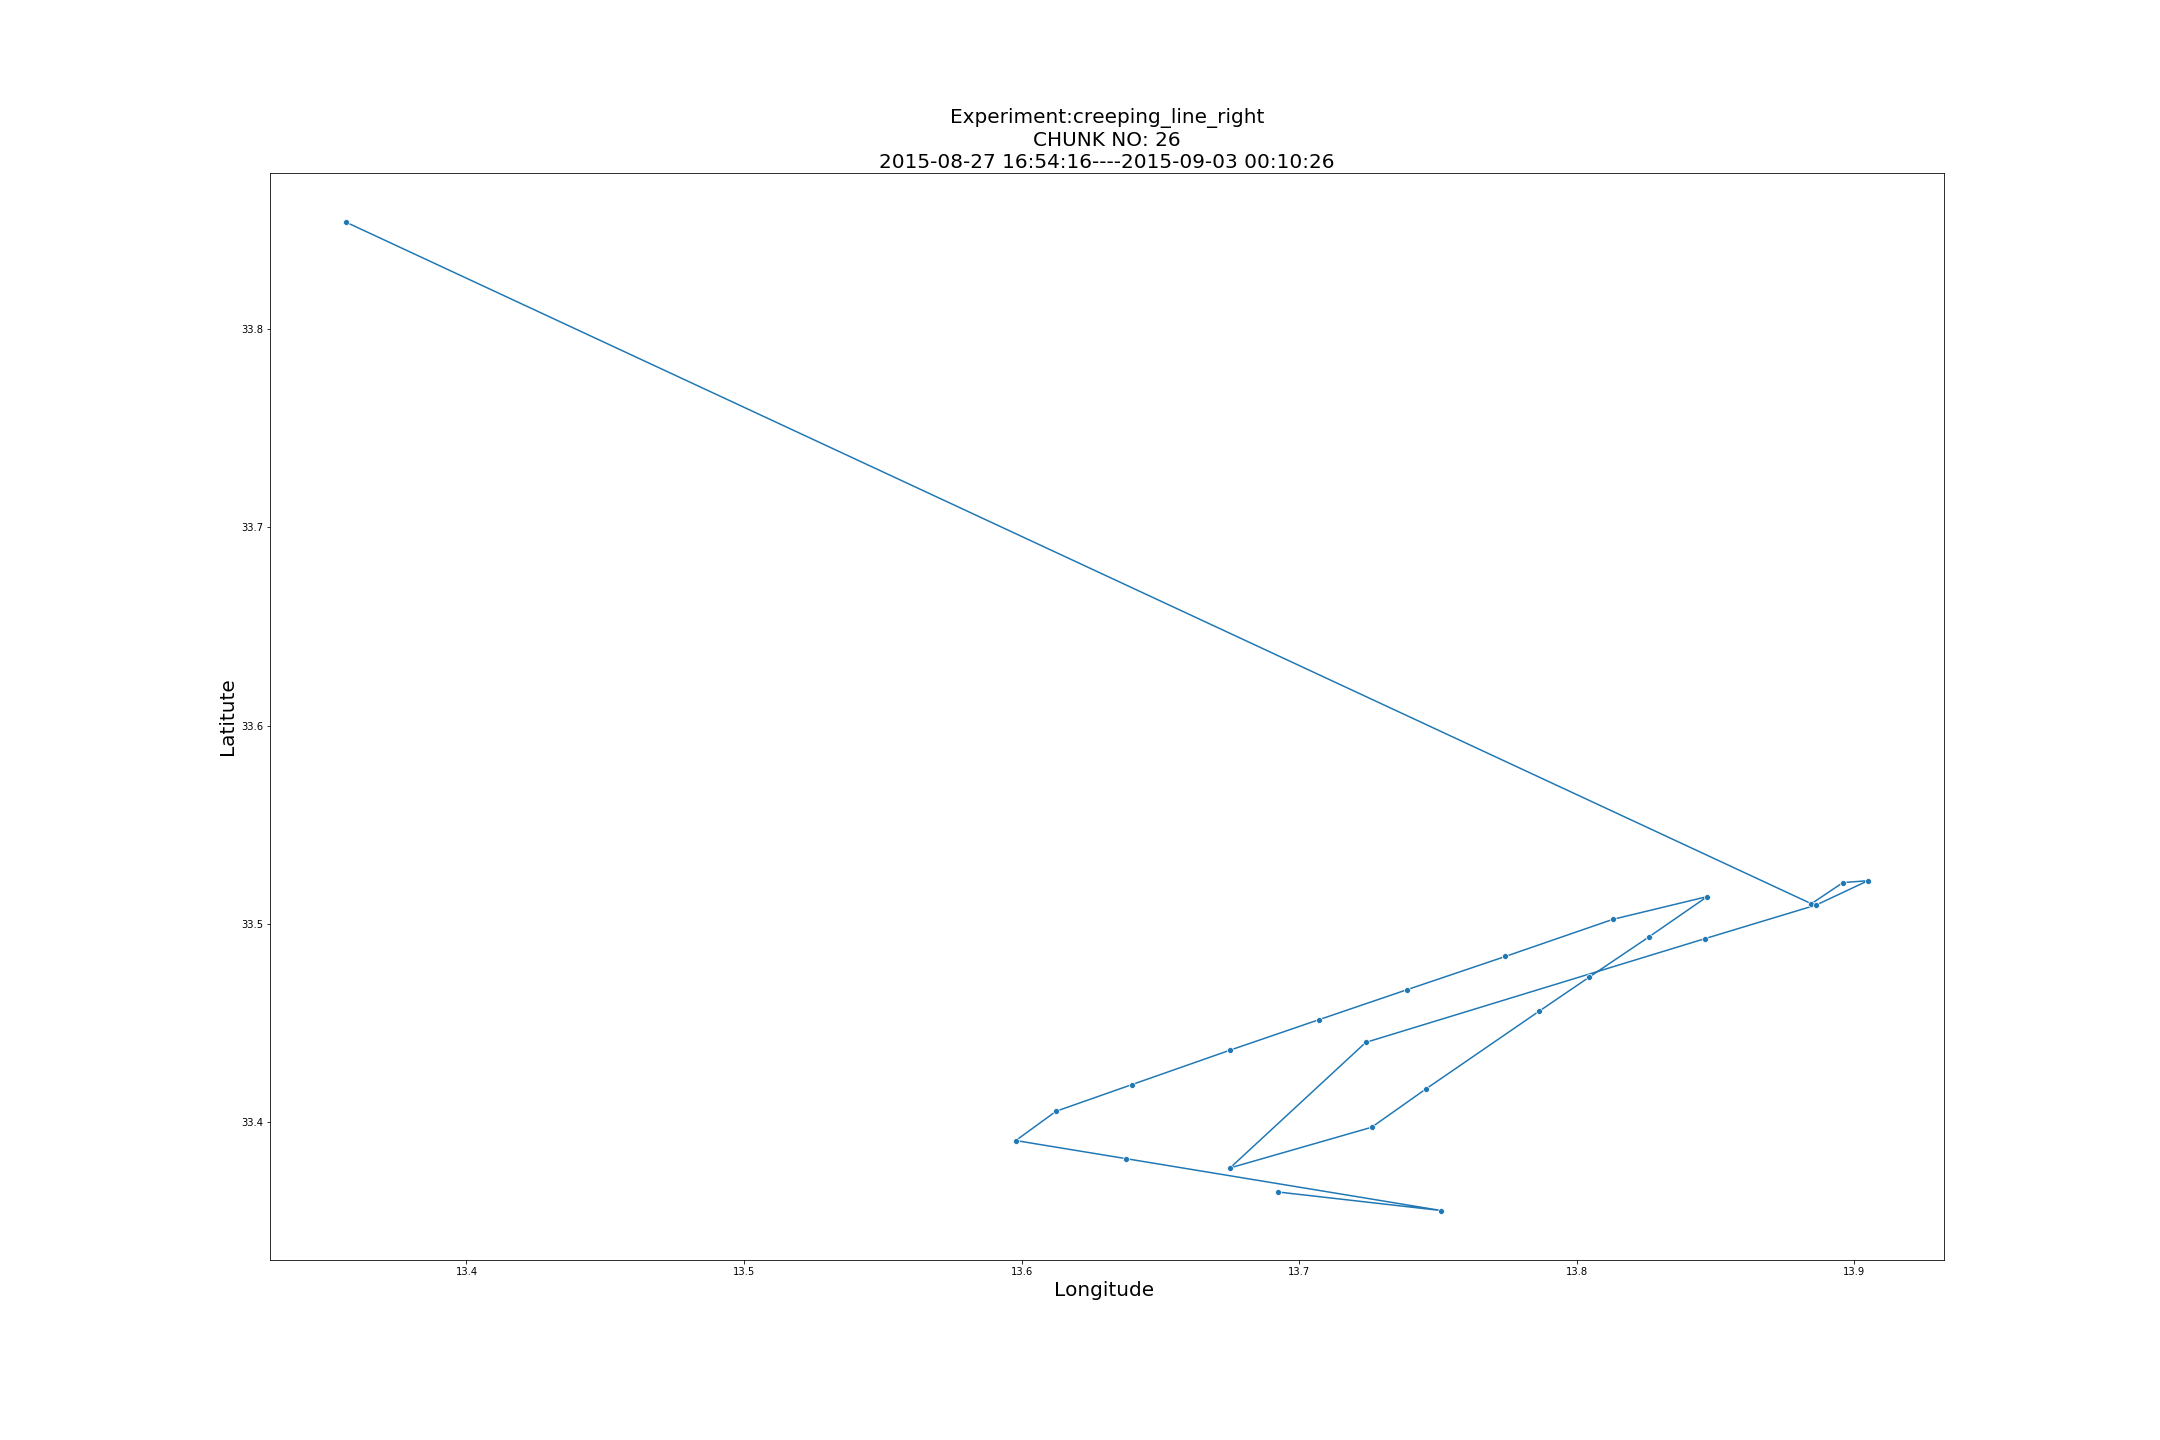 Experiment:creeping_line_right
CHUNK NO: 26
2015-08-27 16:54:16----2015-09-03 00:10:26
33.8
33.7
33.6
33.5
33.4
Latitute
13.4
13.5
13.6
13.7
13.8
13.9
Longitude